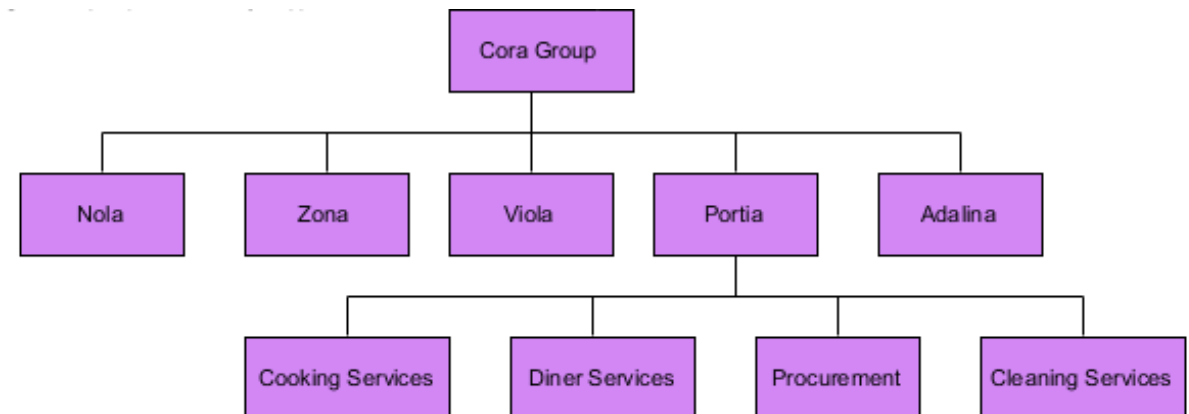 Cora Group
Nola
Zona
Viola
Portia
Adalina
Cooking Services
Diner Services
Procurement
Cleaning Services